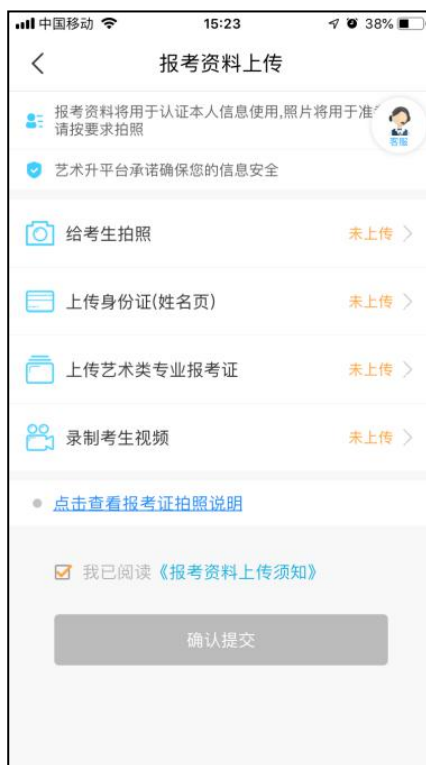 中国移动 15:23 38%
报考资料上传
报考资料将用于认证本人信息使用,照片将用于准
请按要求拍照
客服
艺术升平台承诺确保您的信息安全
给考生拍照 未上传
上传身份证(姓名页) 未上传
上传艺术类专业报考证 未上传
录制考生视频 未上传
点击查看报考证拍照说明
我已阅读《报考资料上传须知》
确认提交